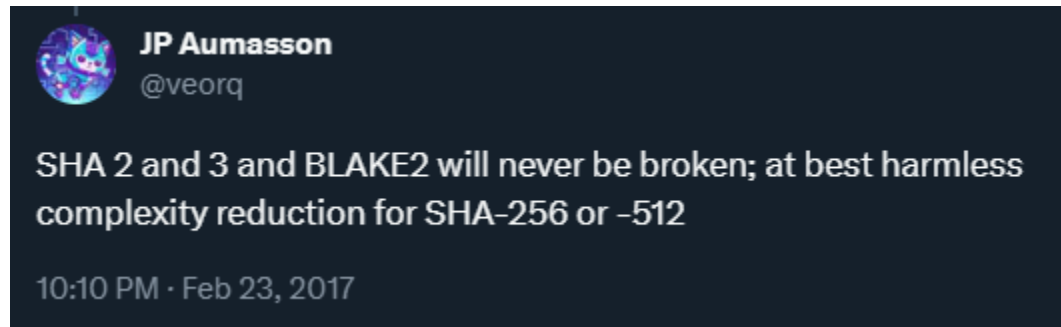 JP Aumasson
@veorq
SHA 2 and 3 and BLAKE2 will never be broken; at best harmless
complexity reduction for SHA-256 or -512
10:10 PM · Feb 23, 2017